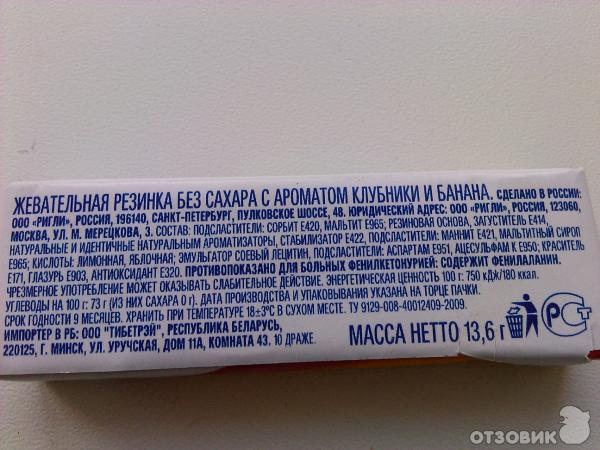 ЖЕВАТЕЛЬНАЯ РЕЗИНКА БЕЗ САХАРА С АРОМАТОМ КЛУБНИКИ И БАНАНА. СДЕЛАНО В РОССИИ:
ООО "РИГЛИ", РОССИЯ, 196140, САНКТ-ПЕТЕРБУРГ, ПУЛКОВСКОЕ ШОССЕ, 48. ЮРИДИЧЕСКИЙ АДРЕС: ООО "РИГЛИ", РОССИЯ, 123060,
МОСКВА, УЛ. М. МЕРЕЦКОВА, 3. СОСТАВ: ПОДСЛАСТИТЕЛИ: СОРБИТ Е420, МАЛЬТИТ Е965; РЕЗИНОВАЯ ОСНОВА, ЗАГУСТИТЕЛЬ Е414,
НАТУРАЛЬНЫЕ И ИДЕНТИЧНЫЕ НАТУРАЛЬНЫМ АРОМАТИЗАТОРЫ, СТАБИЛИЗАТОР Е422, ПОДСЛАСТИТЕЛИ: МАННИТ Е421, МАЛЬТИТНЫЙ СИРОП
Е965; КИСЛОТЫ: ЛИМОННАЯ, ЯБЛОЧНАЯ; ЭМУЛЬГАТОР СОЕВЫЙ ЛЕЦИТИН, ПОДСЛАСТИТЕЛИ: АСПАРТАМ Е951, АЦЕСУЛЬФАМ К Е950; КРАСИТЕЛЬ
Е171, ГЛАЗУРЬ Е903, АНТИОКСИДАНТ Е320. ПРОТИВОПОКАЗАНО ДЛЯ БОЛЬНЫХ ФЕНИЛКЕТОНУРИЕЙ: СОДЕРЖИТ ФЕНИЛАЛАНИН.
ЧРЕЗМЕРНОЕ УПОТРЕБЛЕНИЕ МОЖЕТ ОКАЗЫВАТЬ СЛАБИТЕЛЬНОЕ ДЕЙСТВИЕ. ЭНЕРГЕТИЧЕСКАЯ ЦЕННОСТЬ 100 г: 750 кДж/180 ккал.
УГЛЕВОДЫ НА 100 г: 73 г (ИЗ НИХ САХАРА 0 г). ДАТА ПРОИЗВОДСТВА И УПАКОВЫВАНИЯ УКАЗАНА НА ТОРЦЕ ПАЧКИ.
СРОК ГОДНОСТИ 9 МЕСЯЦЕВ. ХРАНИТЬ ПРИ ТЕМПЕРАТУРЕ 18±3°С В СУХОМ МЕСТЕ. ТУ 9129-008-40012409-2009.
ИМПОРТЕР В РБ: ООО "ТИБЕТРЭЙ", РЕСПУБЛИКА БЕЛАРУСЬ,
220125, Г. МИНСК, УЛ. УРУЧСКАЯ, ДОМ 11А, КОМНАТА 43. 10 ДРАЖЕ.
МАССА НЕТТО 13,6 г
РСТ
ОТЗОВИК